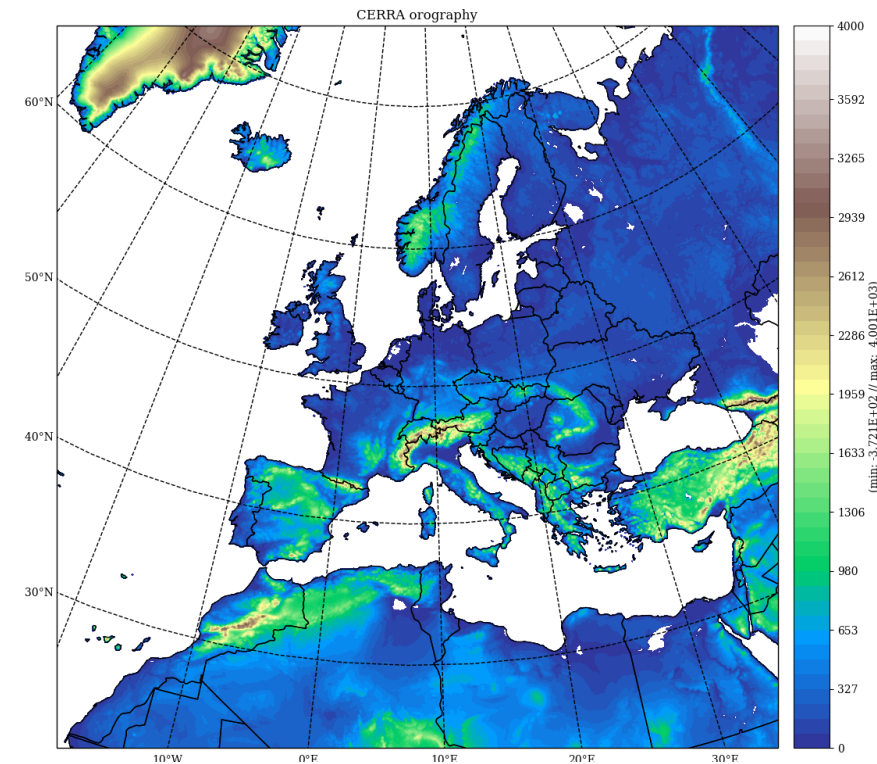 CERRA orography
60°N
50°N
40°N
30°N
10°W
0°E
10°E
20°E
30°E
4000
3592
3265
2939
2612
2286
1959
1633
1306
980
653
327
0
(min: -3.721E+02 // max: 4.001E+03)